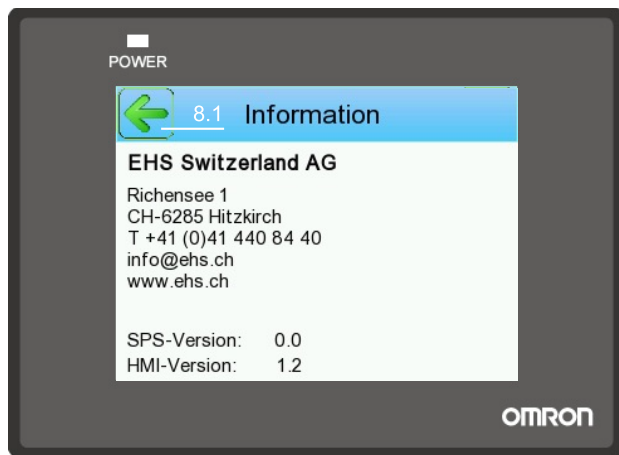 POWER
8.1 Information
EHS Switzerland AG
Richensee 1
CH-6285 Hitzkirch
T +41 (0)41 440 84 40
info@ehs.ch
www.ehs.ch
SPS-Version: 0.0
HMI-Version: 1.2
OMRON